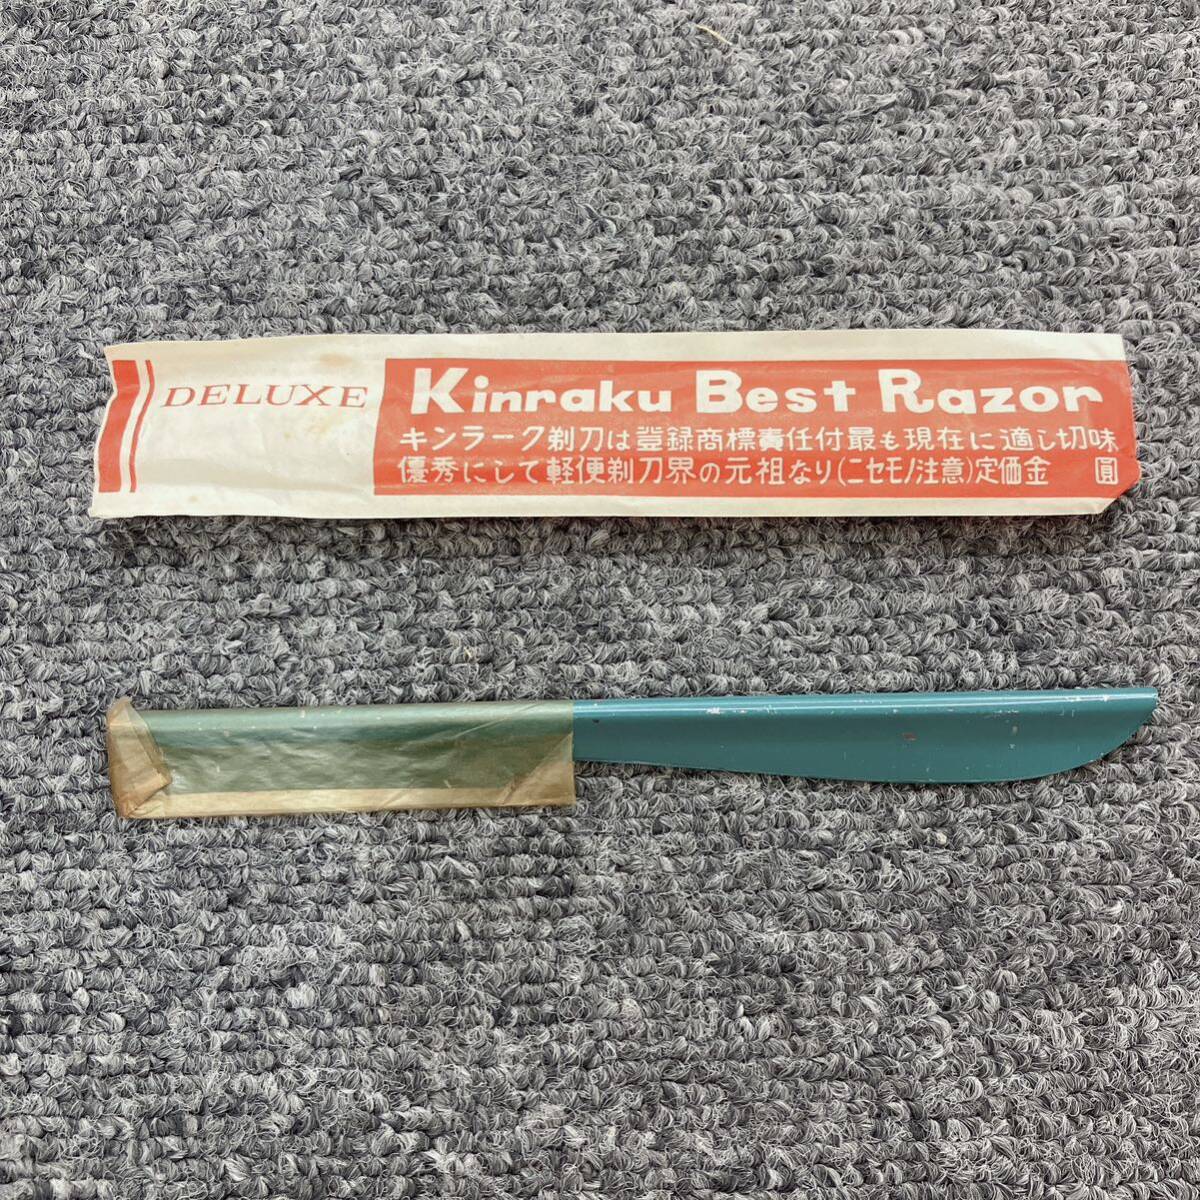 DELUXE
Kinraku Best Razor
キンラーク剃刀は登録商標責任付最も現在に適し切味
優秀にして軽便剃刀界の元祖なり(ニセモノ注意)定価金 圓